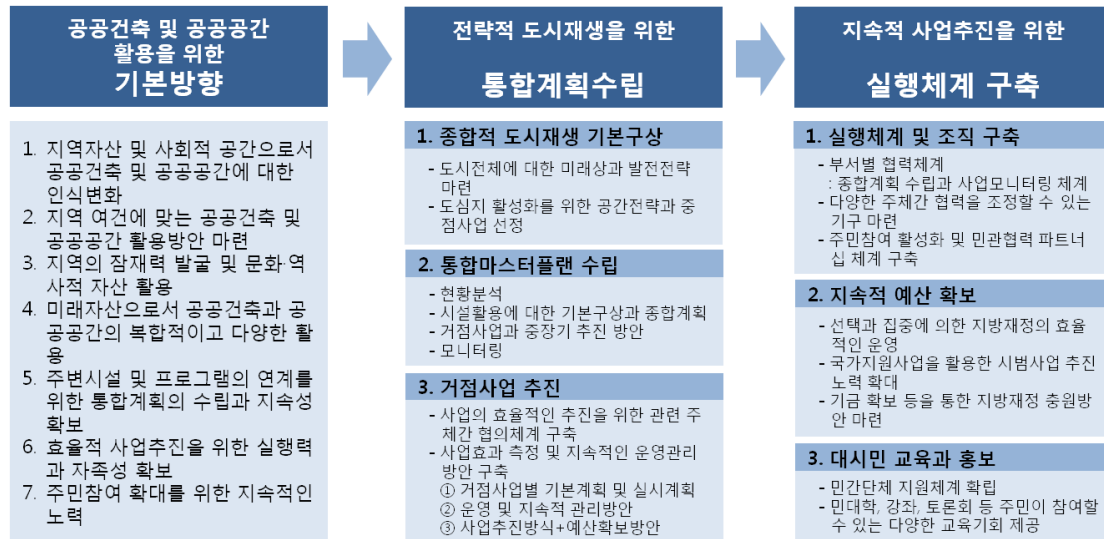 공공건축 및 공공공간
활용을 위한
기본방향
1. 지역자산 및 사회적 공간으로서
공공건축 및 공공공간에 대한
인식변화
2. 지역 여건에 맞는 공공건축 및
공공공간 활용방안 마련
3. 지역의 잠재력 발굴 및 문화·역
사적 자산 활용
4. 미래자산으로서 공공건축과 공
공공간의 복합적이고 다양한 활
용
5. 주변시설 및 프로그램의 연계를
위한 통합계획의 수립과 지속성
확보
6. 효율적 사업추진을 위한 실행력
과 자족성 확보
7. 주민참여 확대를 위한 지속적인
노력
전략적 도시재생을 위한
통합계획수립
1. 종합적 도시재생 기본구상
- 도시전체에 대한 미래상과 발전전략
마련
- 도심지 활성화를 위한 공간전략과 중
점사업 선정
2. 통합마스터플랜 수립
- 현황분석
- 시설활용에 대한 기본구상과 종합계획
- 거점사업과 중장기 추진 방안
- 모니터링
3. 거점사업 추진
- 사업의 효율적인 추진을 위한 관련 주
체간 협의체계 구축
- 사업효과 측정 및 지속적인 운영관리
방안 구축
① 거점사업별 기본계획 및 실시계획
② 운영 및 지속적 관리방안
③ 사업추진방식+예산확보방안
지속적 사업추진을 위한
실행체계 구축
1. 실행체계 및 조직 구축
- 부서별 협력체계
: 종합계획 수립과 사업모니터링 체계
- 다양한 주체간 협력을 조정할 수 있는
기구 마련
- 주민참여 활성화 및 민관협력 파트너
십 체계 구축
2. 지속적 예산 확보
- 선택과 집중에 의한 지방재정의 효율
적인 운영
- 국가지원사업을 활용한 시범사업 추진
노력 확대
- 기금 확보 등을 통한 지방재정 충원방
안 마련
3. 대시민 교육과 홍보
- 민간단체 지원체계 확립
- 민대학, 강좌, 토론회 등 주민이 참여할
수 있는 다양한 교육기회 제공